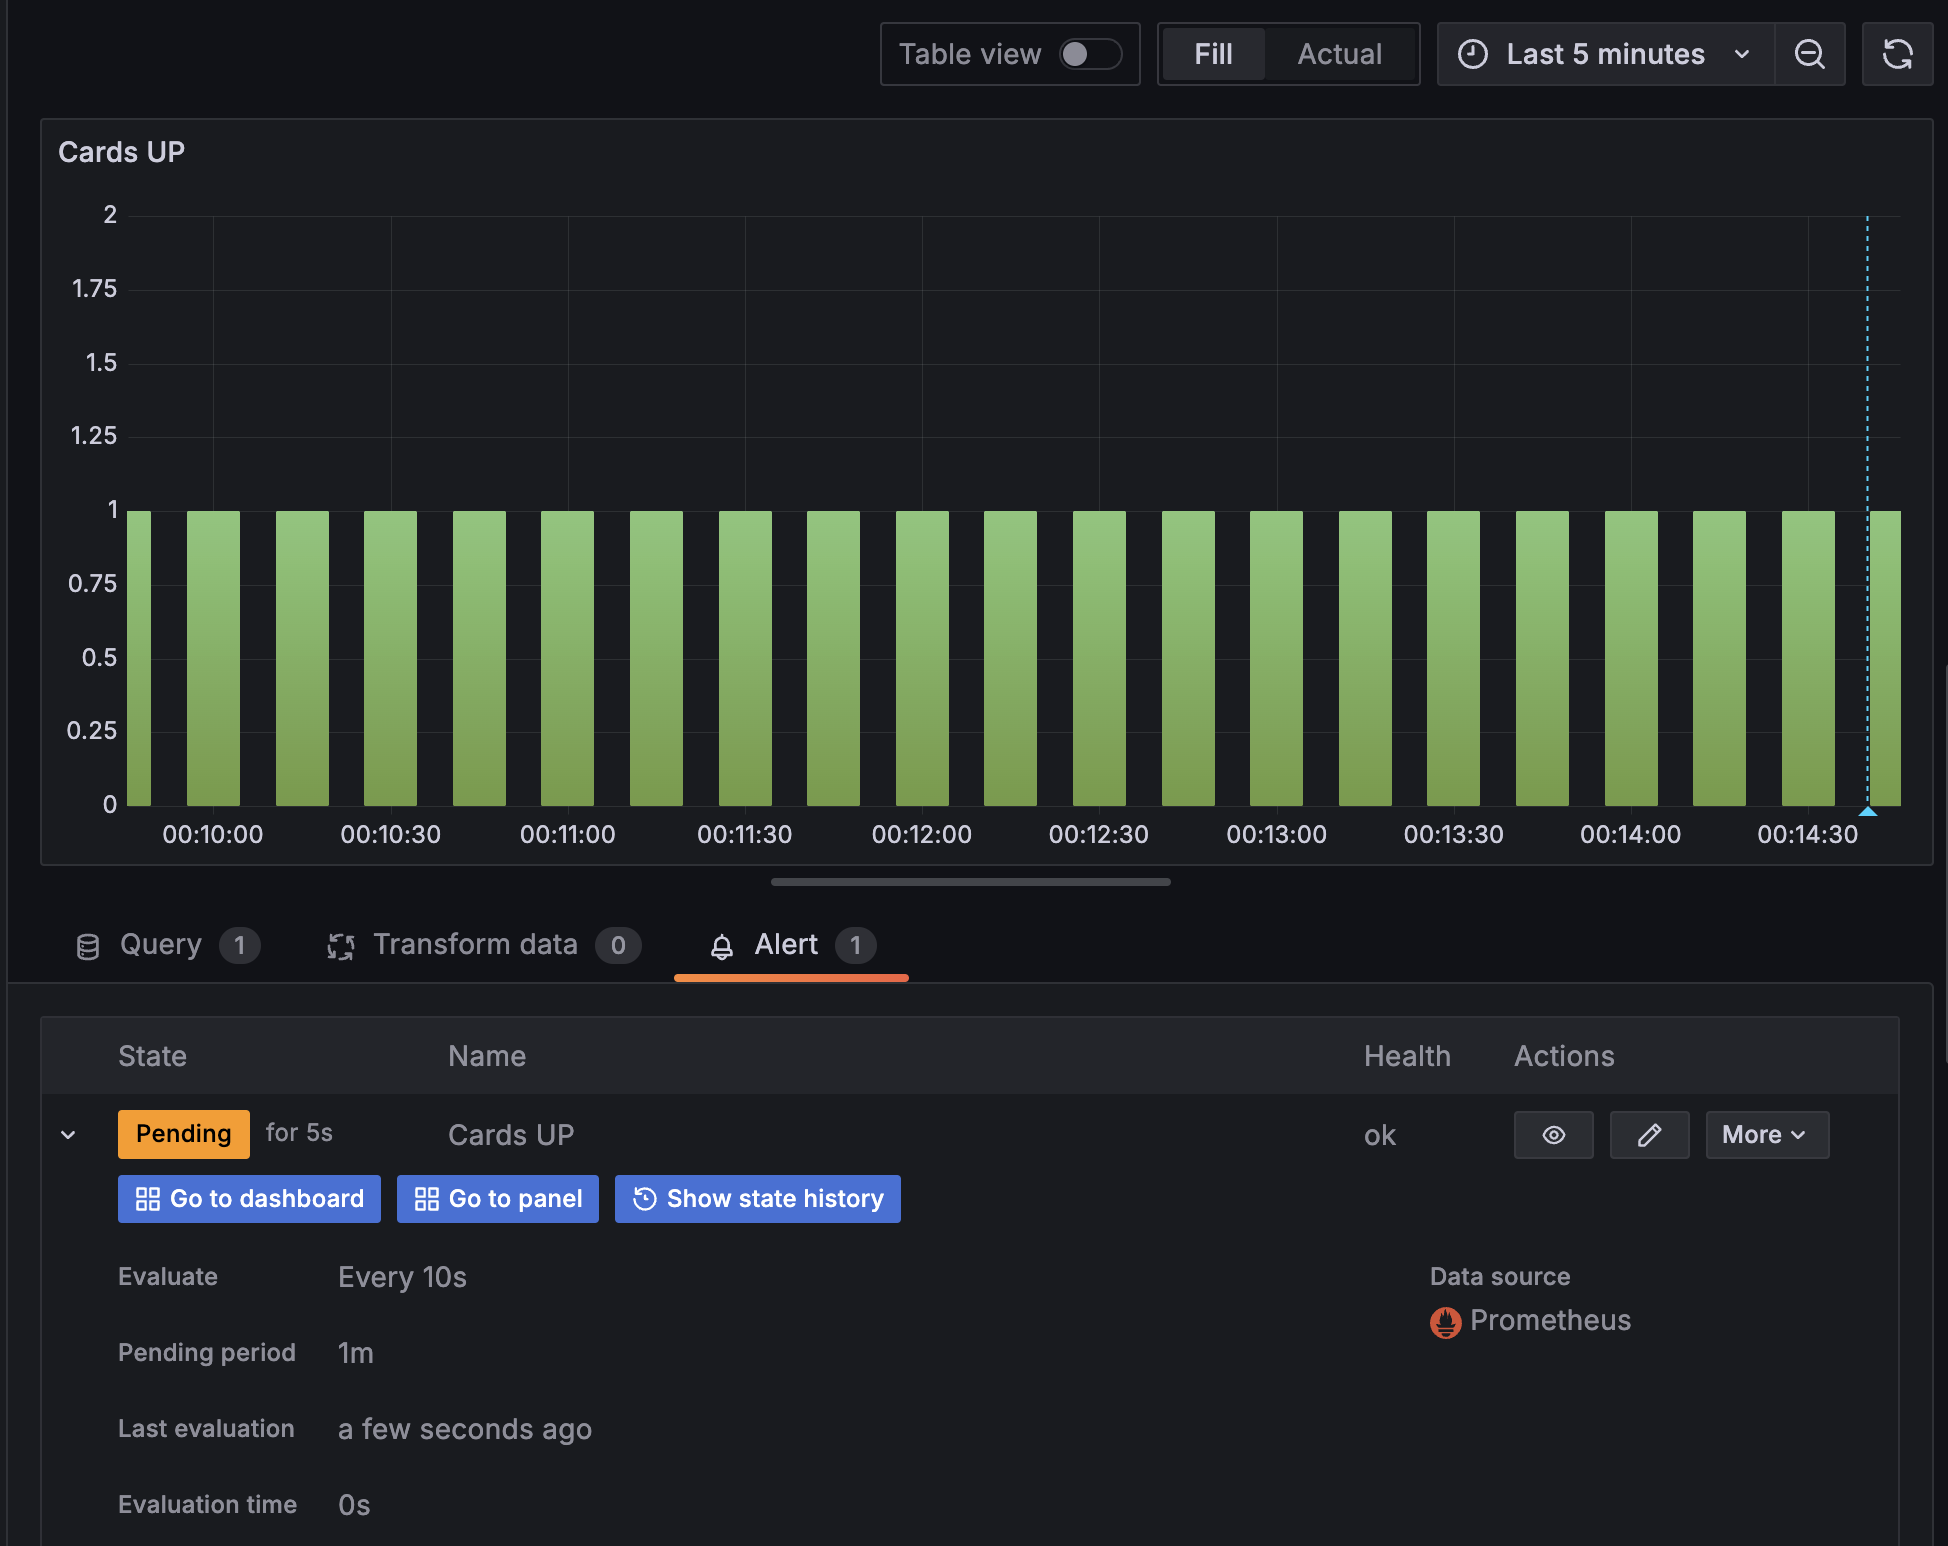 Table view Fill Actual Last 5 minutes
Cards UP
2
1.75
1.5
1.25
1
0.75
0.5
0.25
0
00:10:00 00:10:30 00:11:00 00:11:30 00:12:00 00:12:30 00:13:00 00:13:30 00:14:00 00:14:30
Query 1 Transform data 0 Alert 1
State Name Health Actions
Pending for 5s Cards UP ok More
Go to dashboard Go to panel Show state history
Evaluate Every 10s Data source
Prometheus
Pending period 1m
Last evaluation a few seconds ago
Evaluation time 0s